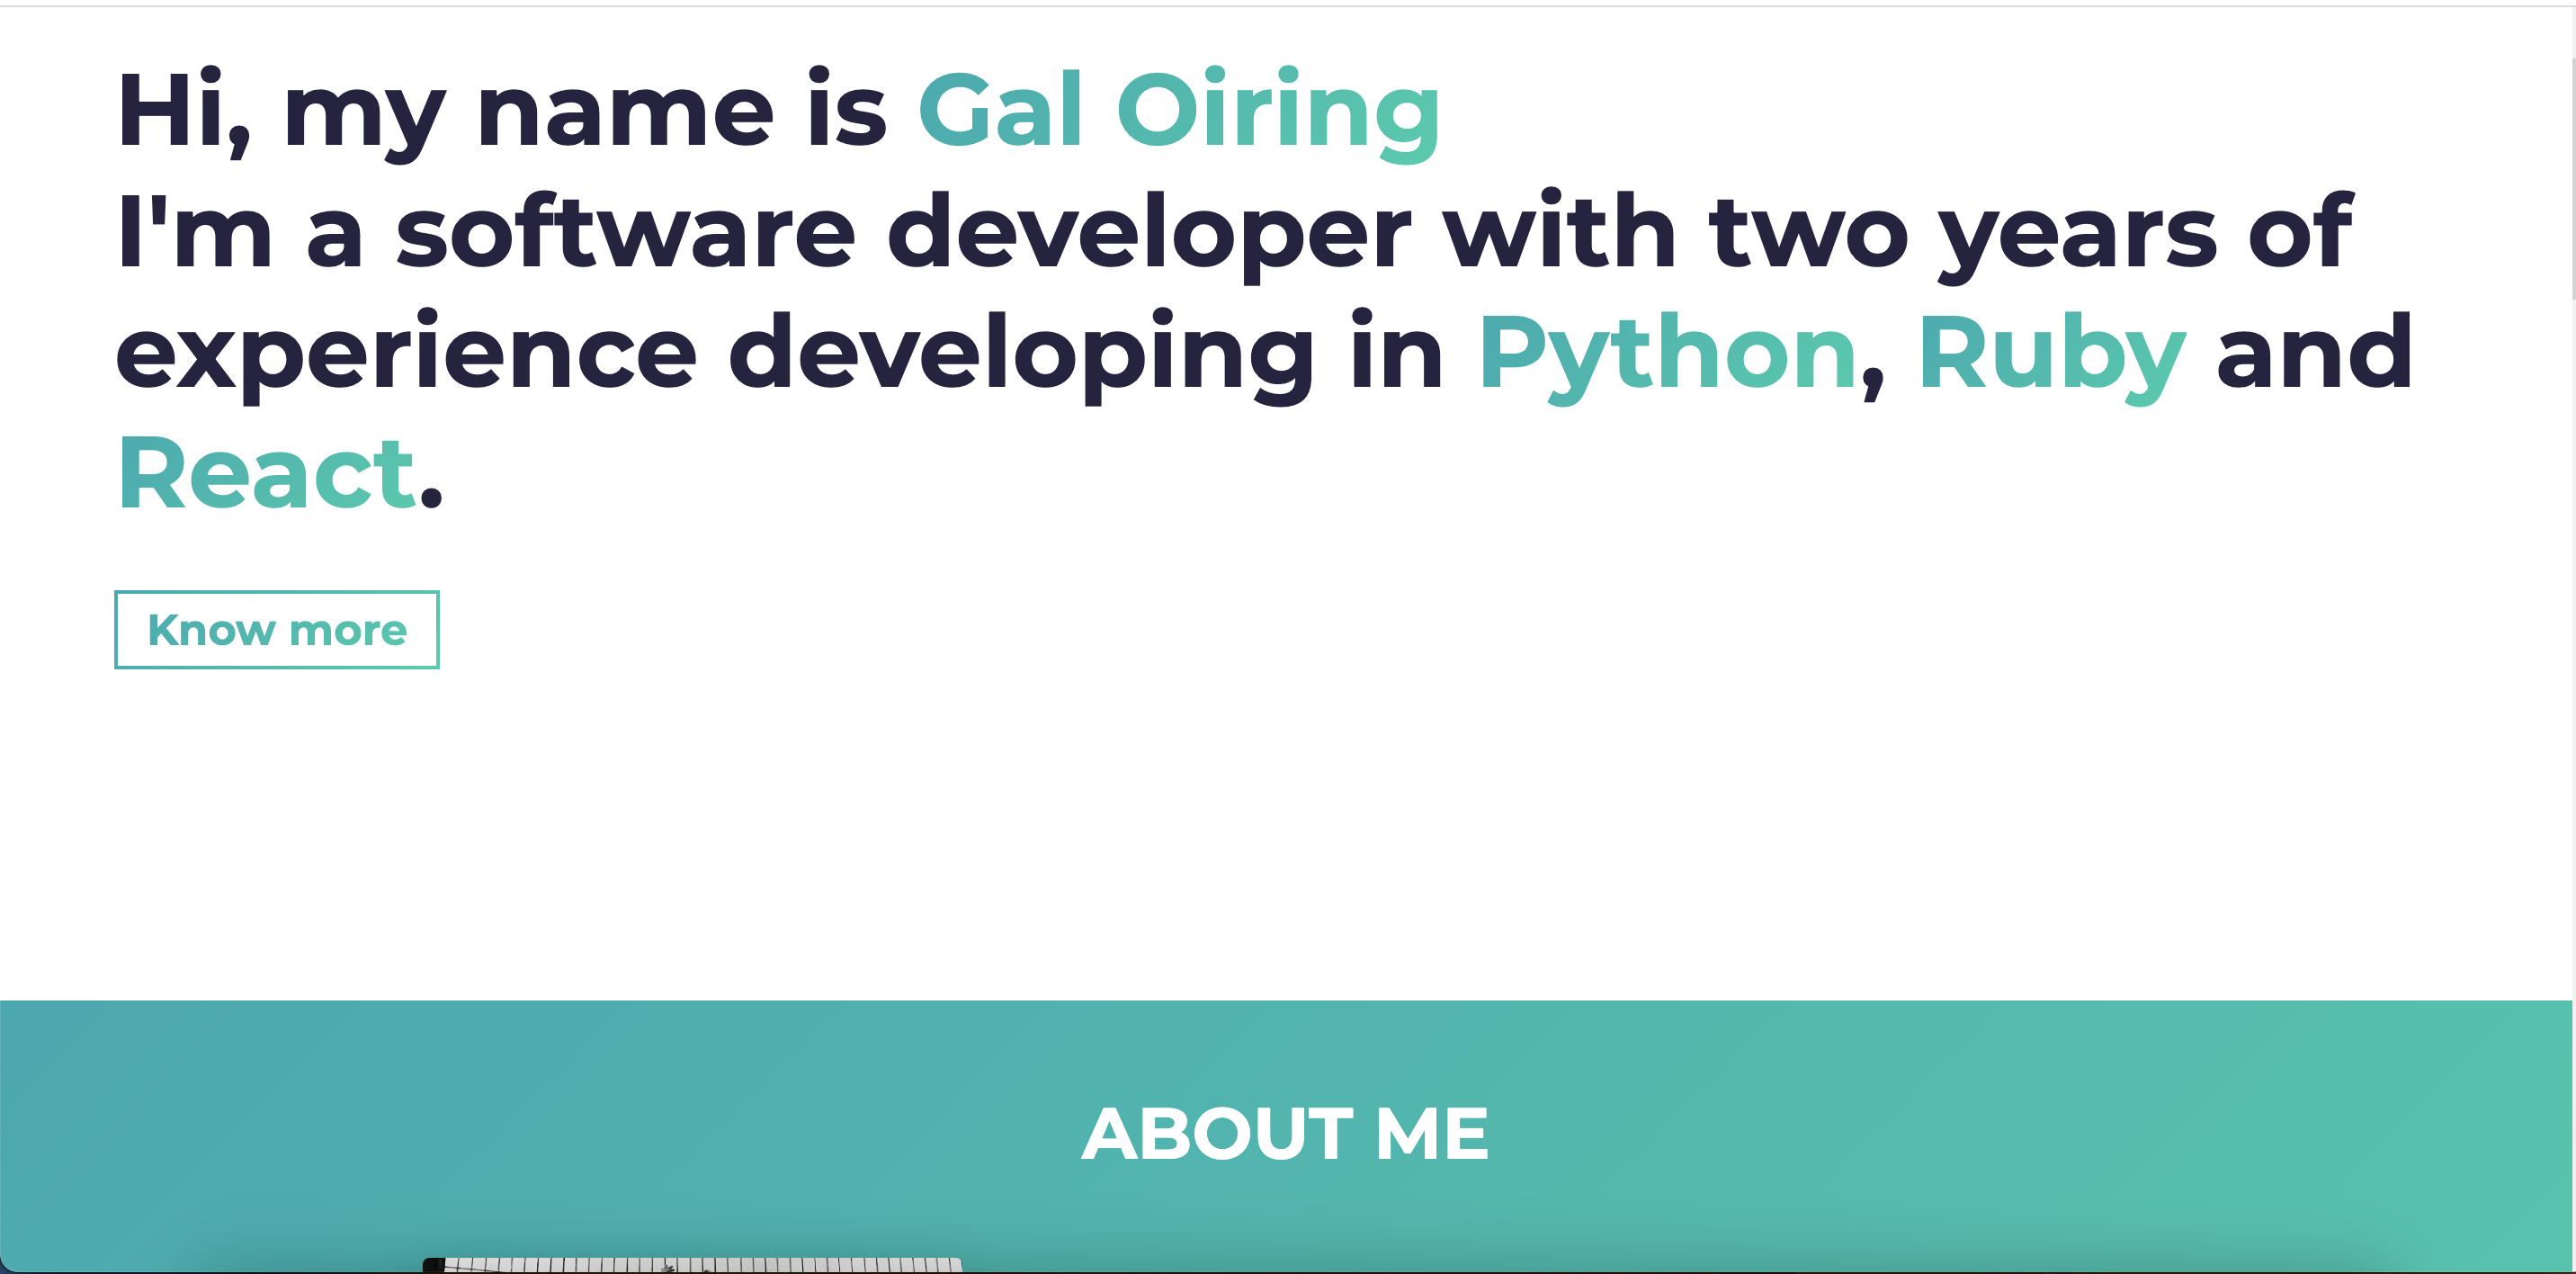 Hi, my name is Gal Oiring
I'm a software developer with two years of
experience developing in Python, Ruby and
React.
Know more
ABOUT ME